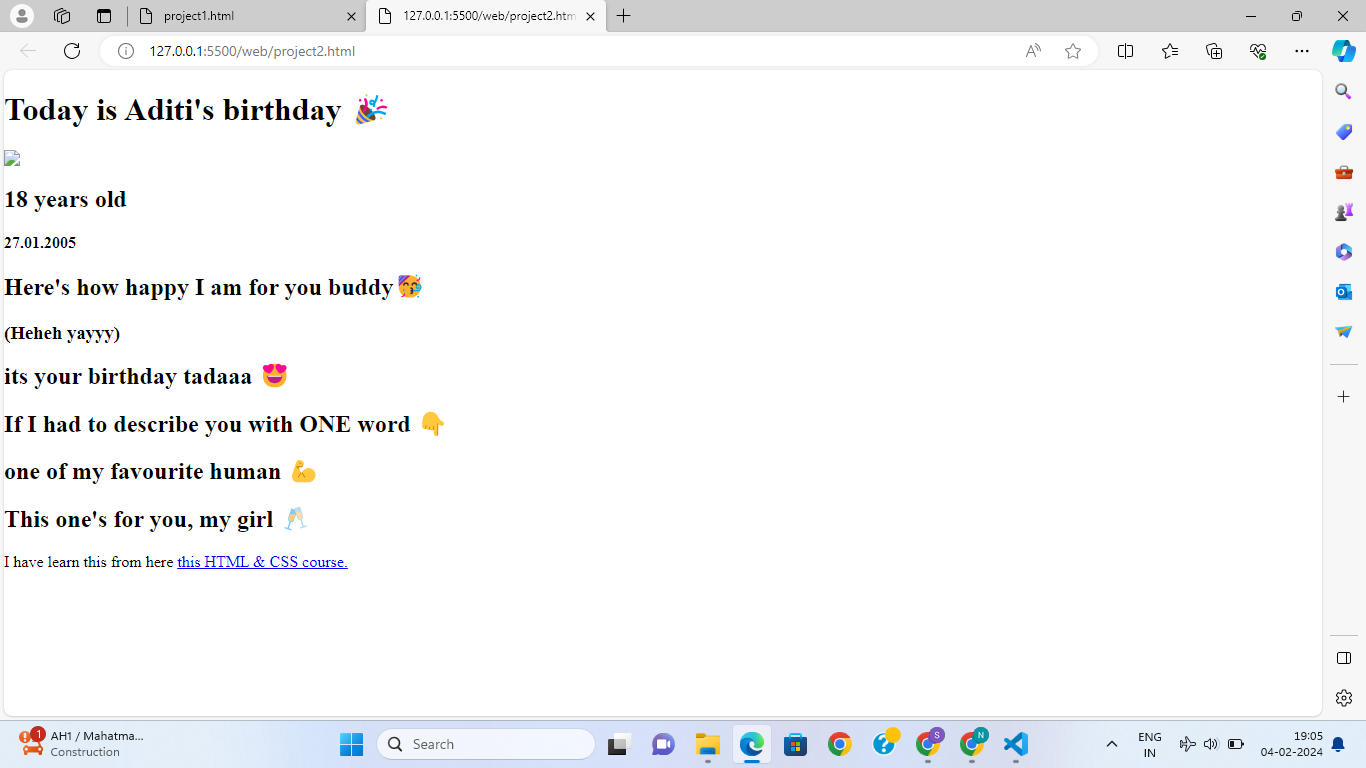 project1.html
127.0.0.1:5500/web/project2.htm
127.0.0.1:5500/web/project2.html
Today is Aditi's birthday 🎉
18 years old
27.01.2005
Here's how happy I am for you buddy 🥳
(Heheh yayyy)
its your birthday tadaaa 😍
If I had to describe you with ONE word 👇
one of my favourite human 💪
This one's for you, my girl 🥂
I have learn this from here this HTML & CSS course.
1
AH1 / Mahatma...
Construction
Search
S
N
ENG
IN
19:05
04-02-2024